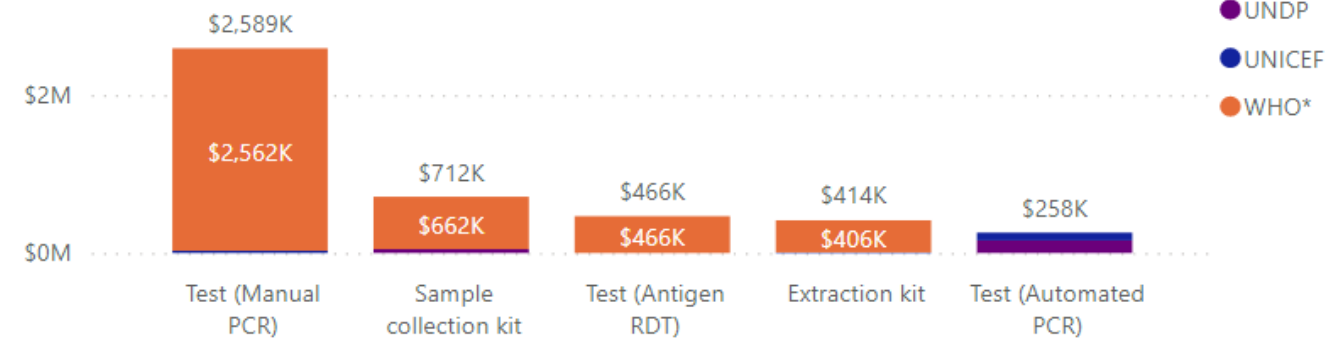 $2,589K
UNDP
UNICEF
$2M
WHO*
$2,562K
$712K
$466K
$414K
$258K
$662K
$466K
$406K
$0M
Test (Manual
PCR)
Sample
collection kit
Test (Antigen
RDT)
Extraction kit
Test (Automated
PCR)